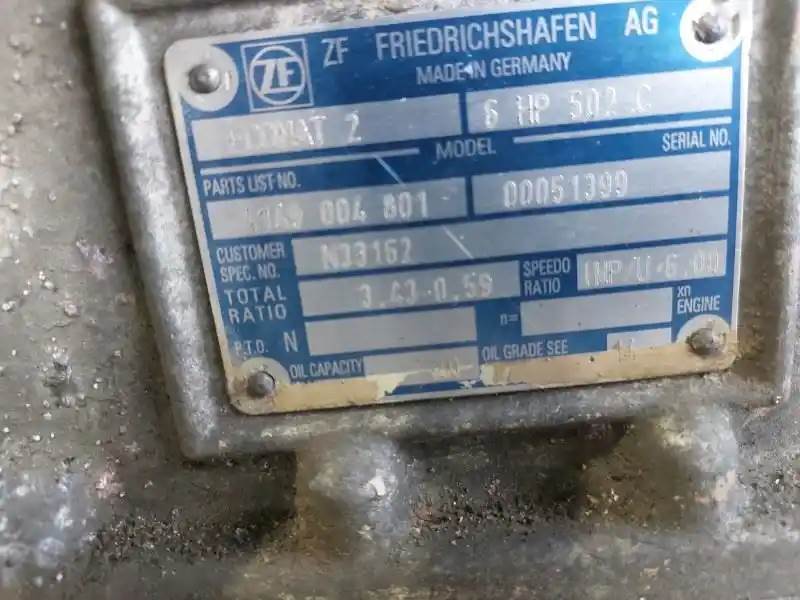 ZF
ZF FRIEDRICHSHAFEN AG
MADE IN GERMANY
2 6 HP 502 C
MODEL
PARTS LIST NO. SERIAL NO.
004 801 00051399
CUSTOMER SPEC. NO. N33162
TOTAL RATIO 3.43-0,59 SPEEDO RATIO IMP/U-6.00
P.T.O. N n= xn ENGINE
OIL CAPACITY OIL GRADE SEE 14